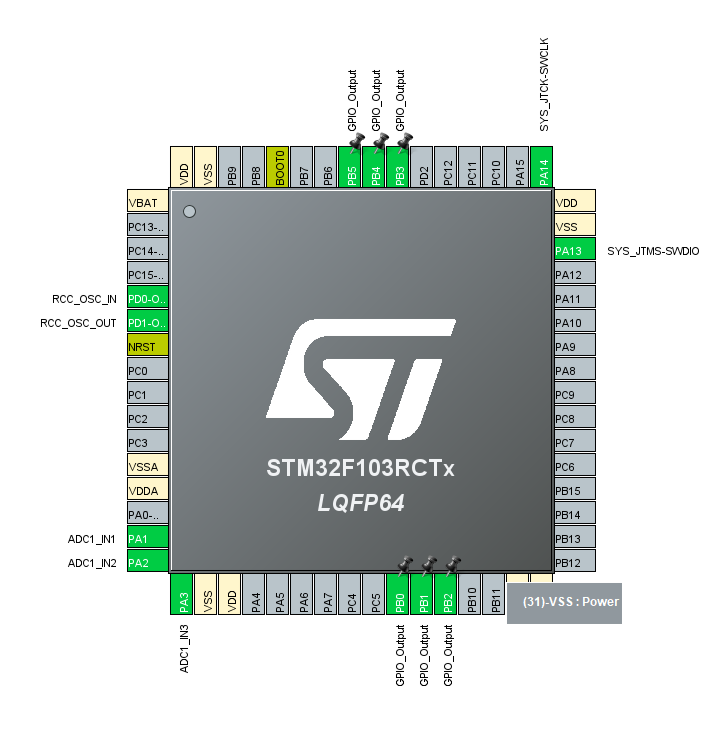 SYS_JTCK-SWCLK
GPIO_Output
GPIO_Output
GPIO_Output
VDD
VSS
PB9
PB8
BOOT0
PB7
PB6
PB5
PB4
PB3
PD2
PC12
PC11
PC10
PA15
PA14
VBAT
PC13-..
PC14-..
PC15-..
RCC_OSC_IN PD0-O..
RCC_OSC_OUT PD1-O..
NRST
PC0
PC1
PC2
PC3
VSSA
VDDA
PA0-..
ADC1_IN1 PA1
ADC1_IN2 PA2
VDD
VSS
PA13 SYS_JTMS-SWDIO
PA12
PA11
PA10
PA9
PA8
PC9
PC8
PC7
PC6
PB15
PB14
PB13
PB12
ST
STM32F103RCTx
LQFP64
PA3
VSS
VDD
PA4
PA5
PA6
PA7
PC4
PC5
PB0
PB1
PB2
PB10
PB11
(31)-VSS : Power
ADC1_IN3
GPIO_Output
GPIO_Output
GPIO_Output